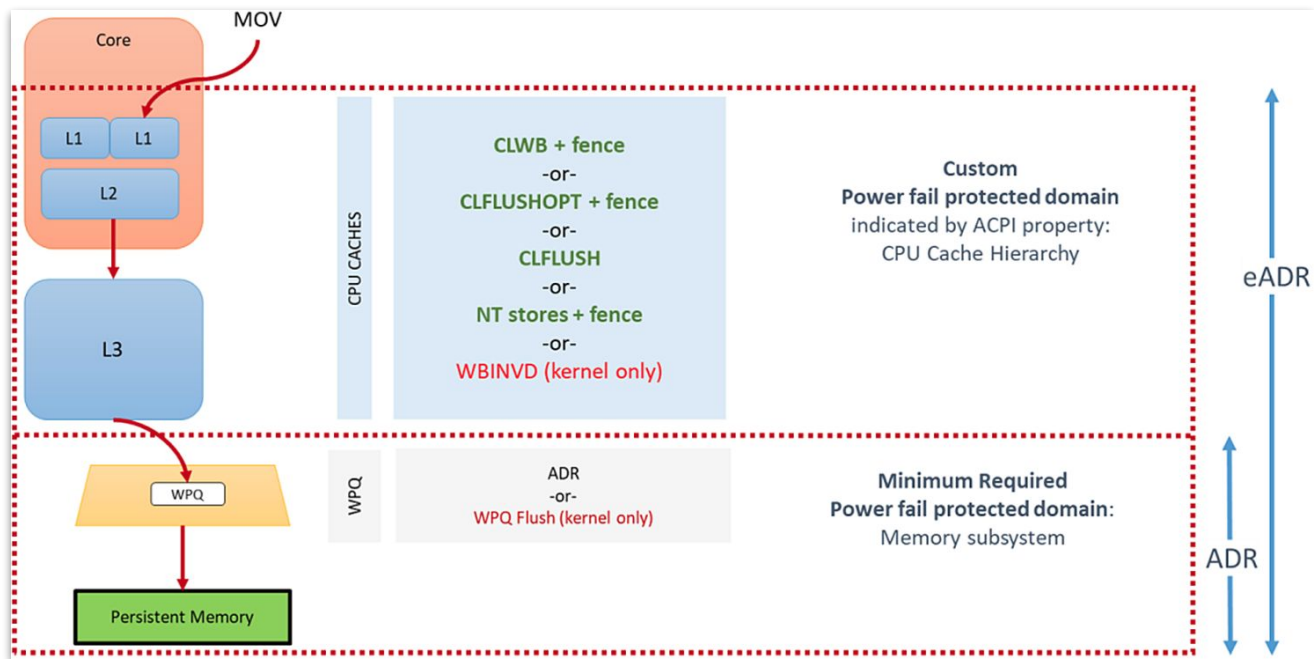 MOV
Core
L1
L1
L2
L3
CPU CACHES
CLWB + fence
-or-
CLFLUSHOPT + fence
-or-
CLFLUSH
-or-
NT stores + fence
-or-
WBINVD (kernel only)
Custom
Power fail protected domain
indicated by ACPI property:
CPU Cache Hierarchy
eADR
WPQ
Persistent Memory
WPQ
ADR
-or-
WPQ Flush (kernel only)
Minimum Required
Power fail protected domain:
Memory subsystem
ADR